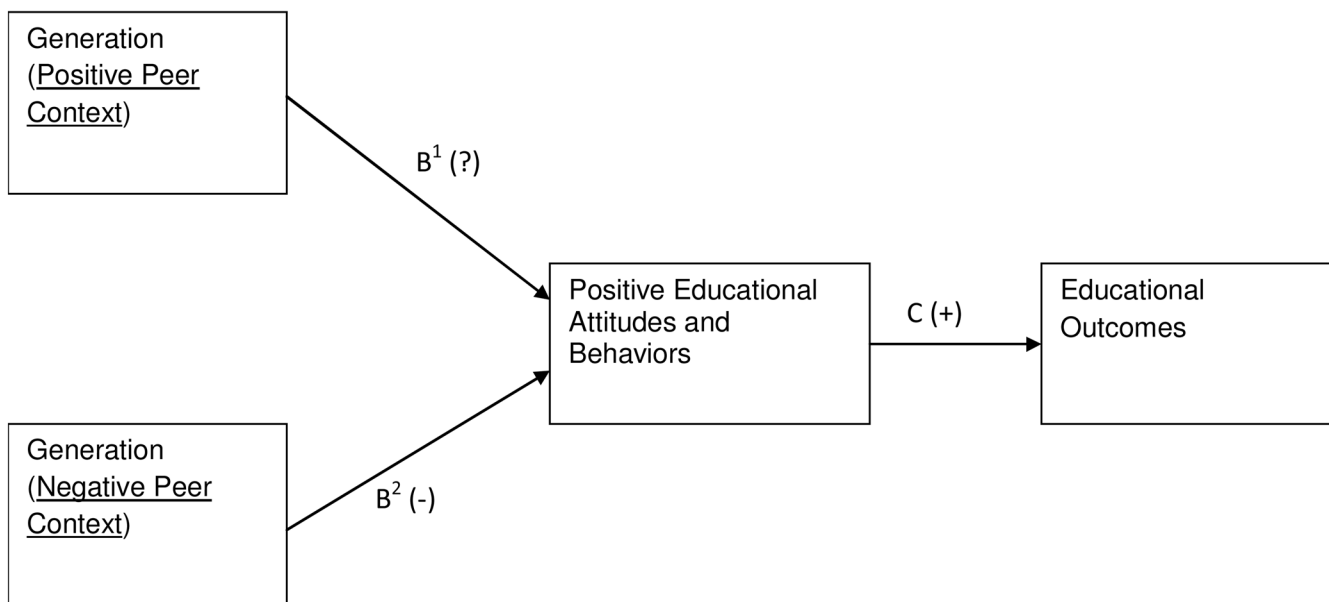 Generation
(Positive Peer
Context)
B¹ (?)
Positive Educational
Attitudes and
Behaviors
C (+)
Educational
Outcomes
Generation
(Negative Peer
Context)
B² (-)